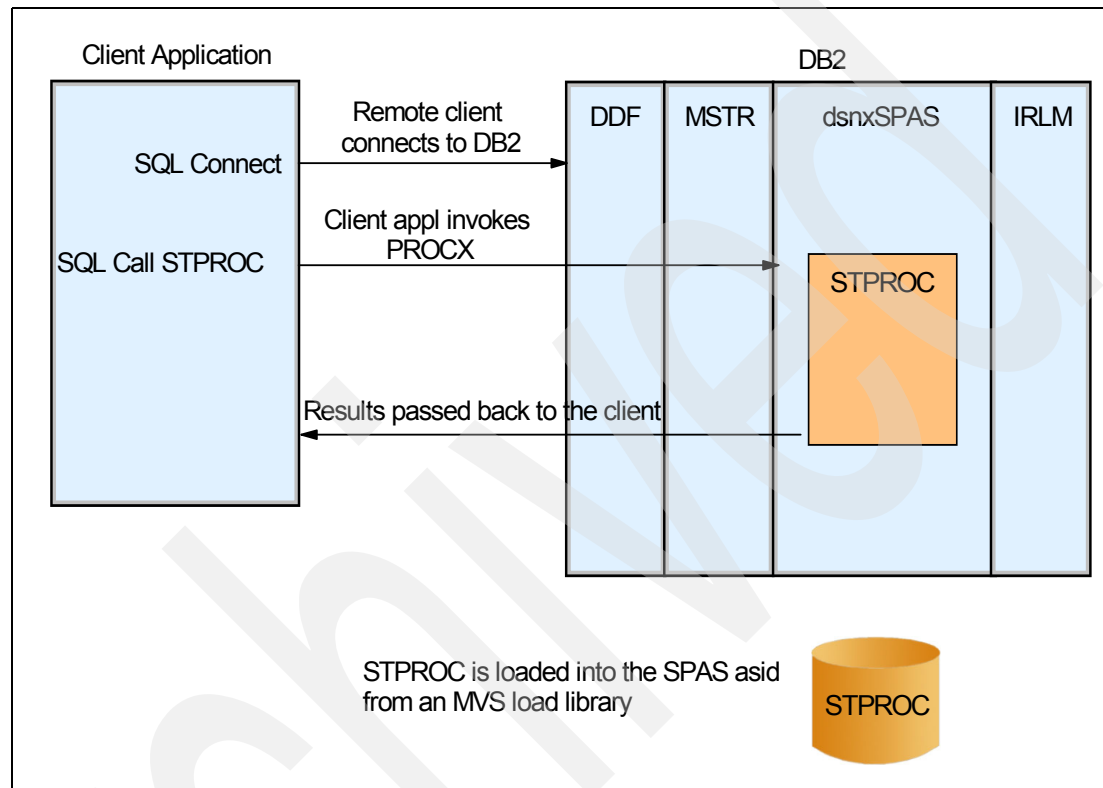 Client Application
DB2
DDF
MSTR
dsnxSPAS
IRLM
Remote client
connects to DB2
SQL Connect
Client appl invokes
PROCX
SQL Call STPROC
STPROC
Results passed back to the client
STPROC is loaded into the SPAS asid
from an MVS load library
STPROC